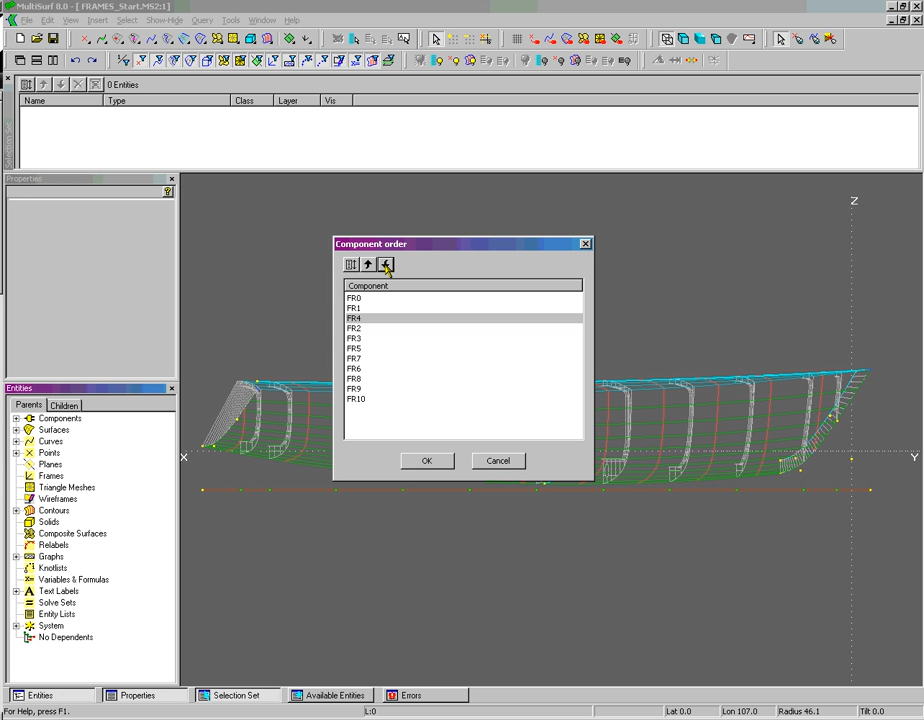 MultiSurf 8.0 - [ FRAMES_Start.MS2:1]
File Edit View Insert Select Show-Hide Query Tools Window Help
0 Entities
Name Type Class Layer Vis
Selection Set
Properties
Z
Component order
Component
FR0
FR1
FR4
FR2
FR3
FR5
FR7
FR6
FR8
FR9
FR10
OK Cancel
X
Y
Entities
Parents Children
Components
Surfaces
Curves
Points
Planes
Frames
Triangle Meshes
Wireframes
Contours
Solids
Composite Surfaces
Relabels
Graphs
Knotlists
Variables & Formulas
Text Labels
Solve Sets
Entity Lists
System
No Dependents
Entities Properties Selection Set Available Entities Errors
For Help, press F1. L:0 Lat 0.0 Lon 107.0 Radius 46.1 Tilt 0.0